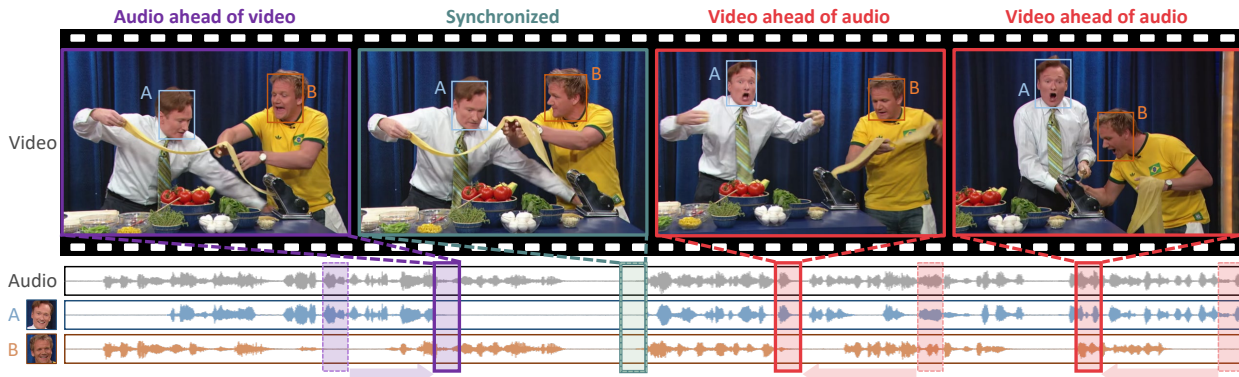 Audio ahead of video
Synchronized
Video ahead of audio
Video ahead of audio
A
B
A
B
A
B
A
B
Video
Audio
A
B